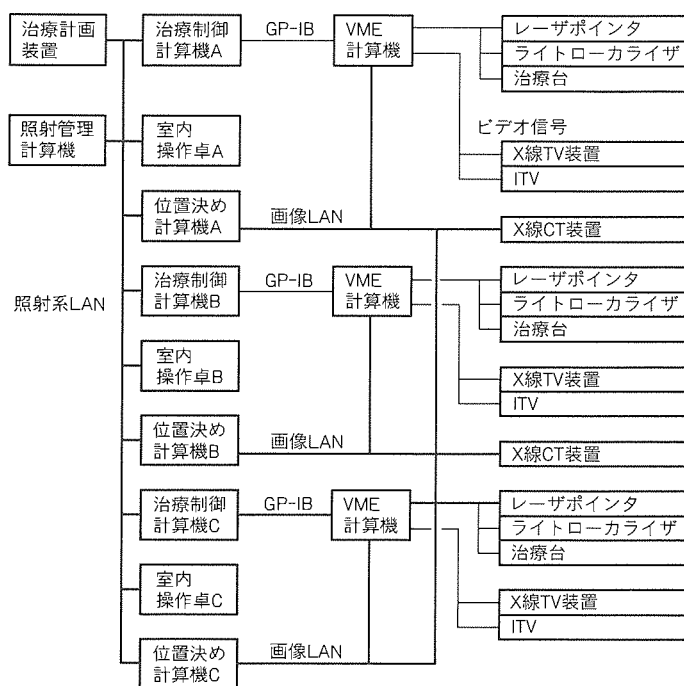 治療計画
装置
治療制御
計算機A
GP-IB
VME
計算機
レーザポインタ
ライトローカライザ
治療台
照射管理
計算機
室内
操作卓A
ビデオ信号
X線TV装置
ITV
位置決め
計算機A
画像LAN
X線CT装置
照射系LAN
治療制御
計算機B
GP-IB
VME
計算機
レーザポインタ
ライトローカライザ
治療台
室内
操作卓B
X線TV装置
ITV
位置決め
計算機B
画像LAN
X線CT装置
治療制御
計算機C
GP-IB
VME
計算機
レーザポインタ
ライトローカライザ
治療台
室内
操作卓C
X線TV装置
ITV
位置決め
計算機C
画像LAN